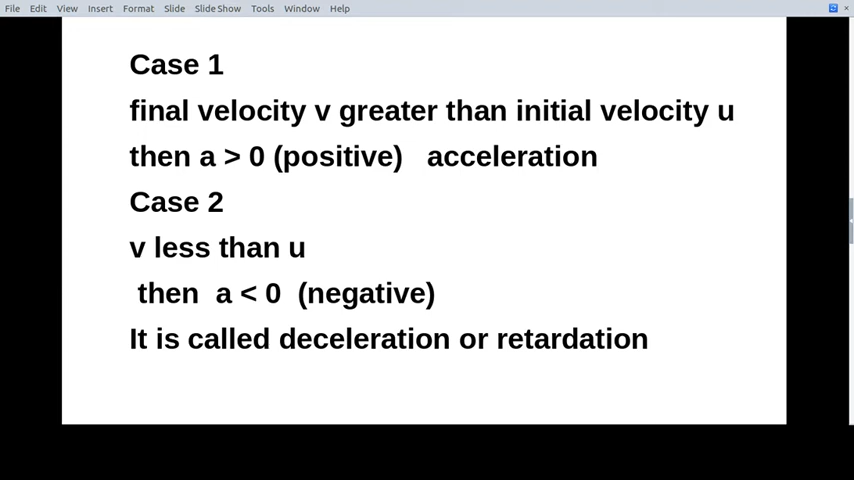 File Edit View Insert Format Slide Slide Show Tools Window Help
Case 1
final velocity v greater than initial velocity u
then a > 0 (positive) acceleration
Case 2
v less than u
then a < 0 (negative)
It is called deceleration or retardation